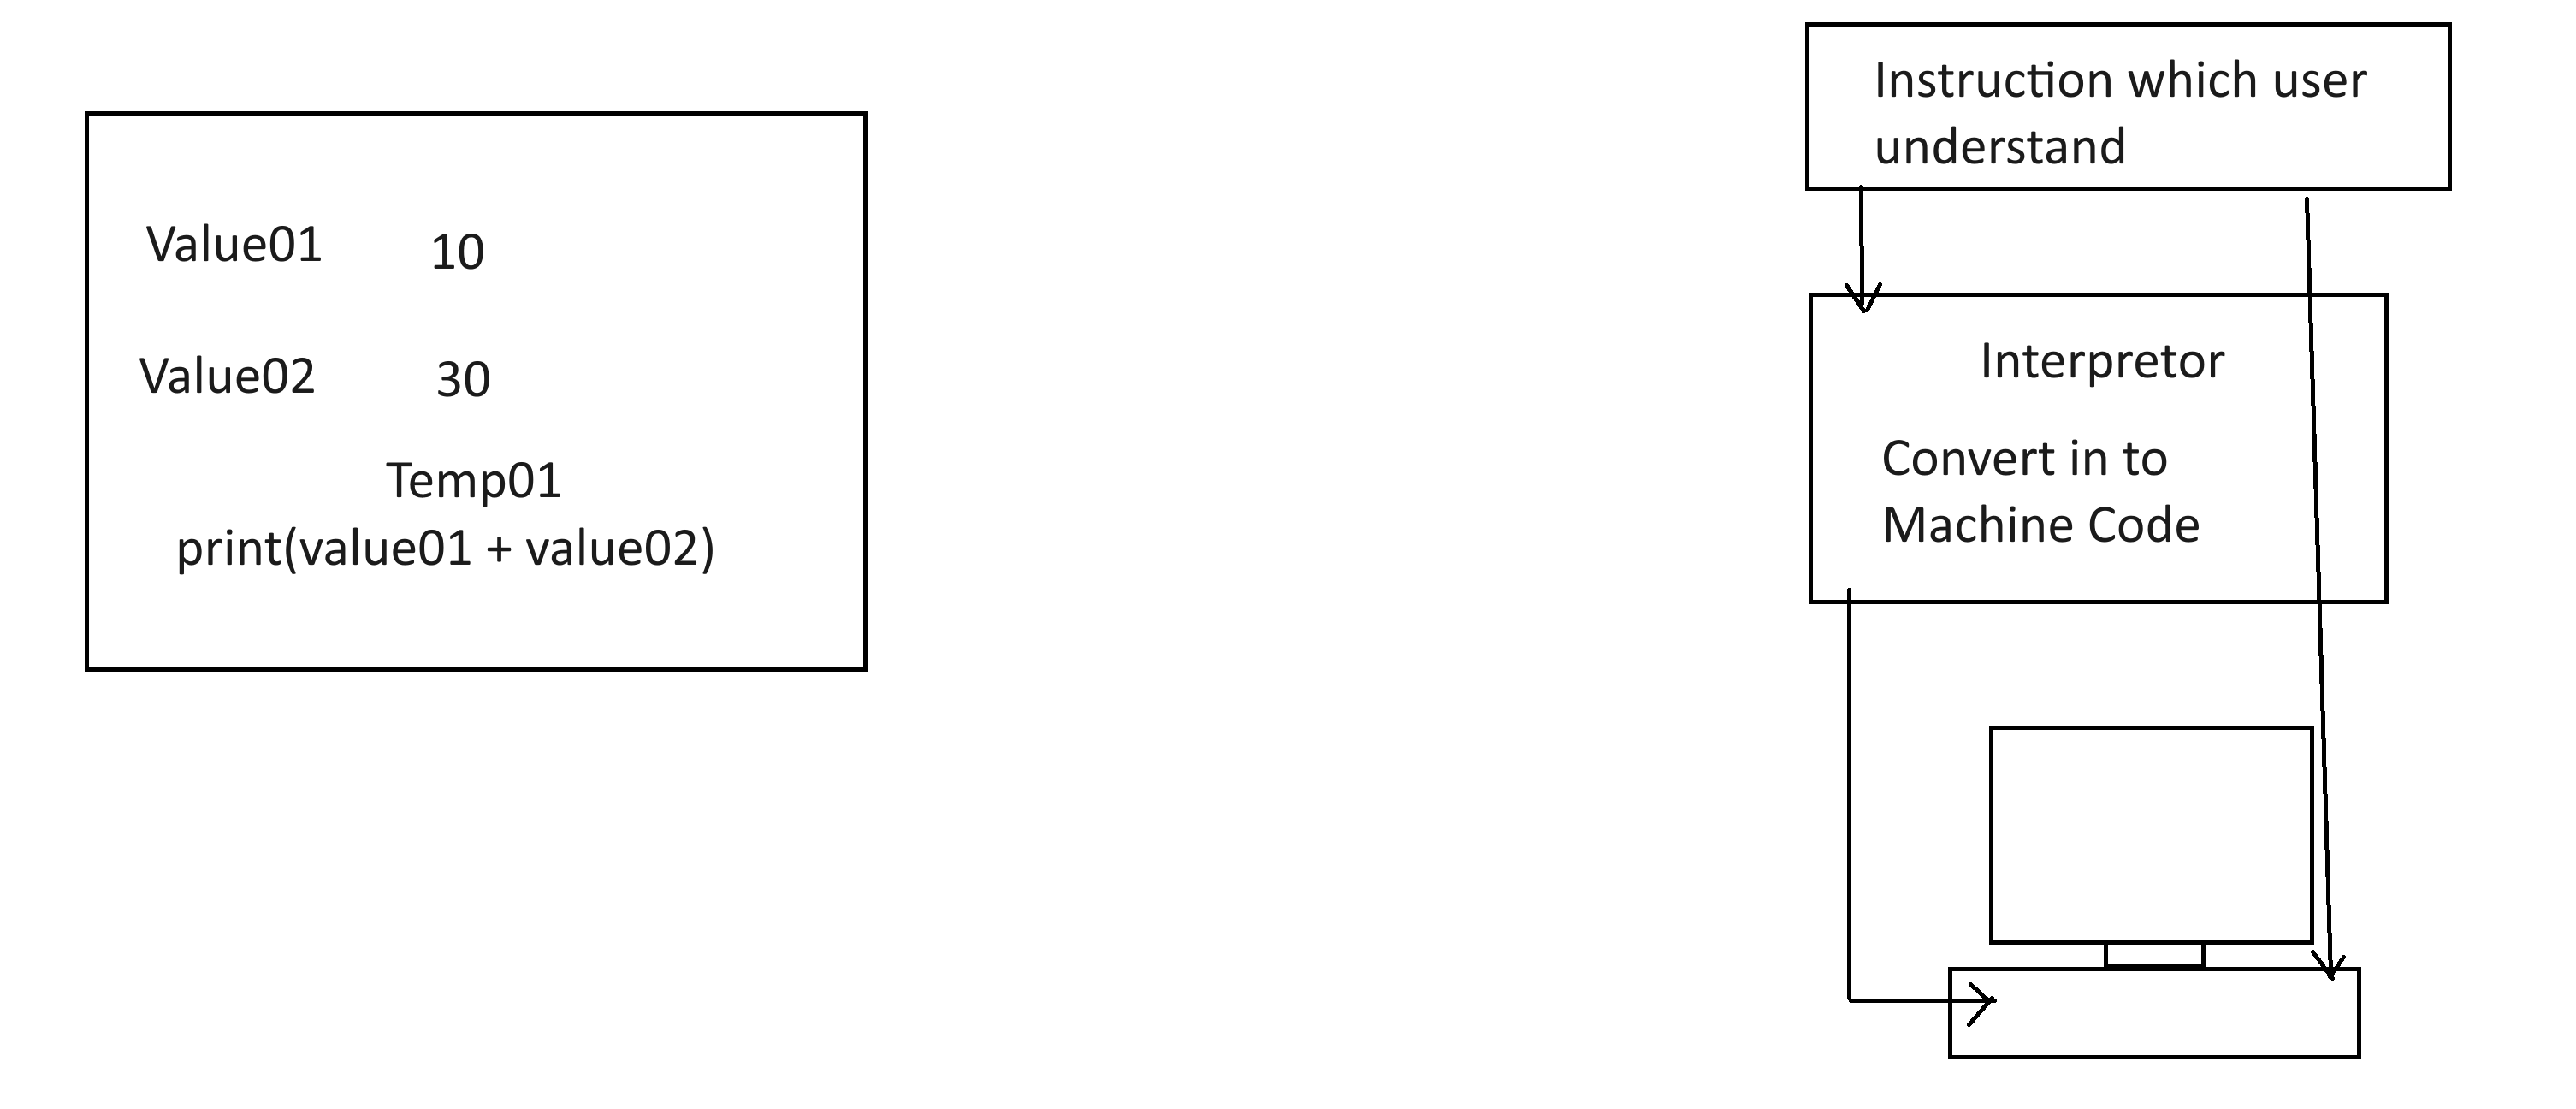 Value01 10
Value02 30
Temp01
print(value01 + value02)
Instruction which user
understand
Interpretor
Convert in to
Machine Code